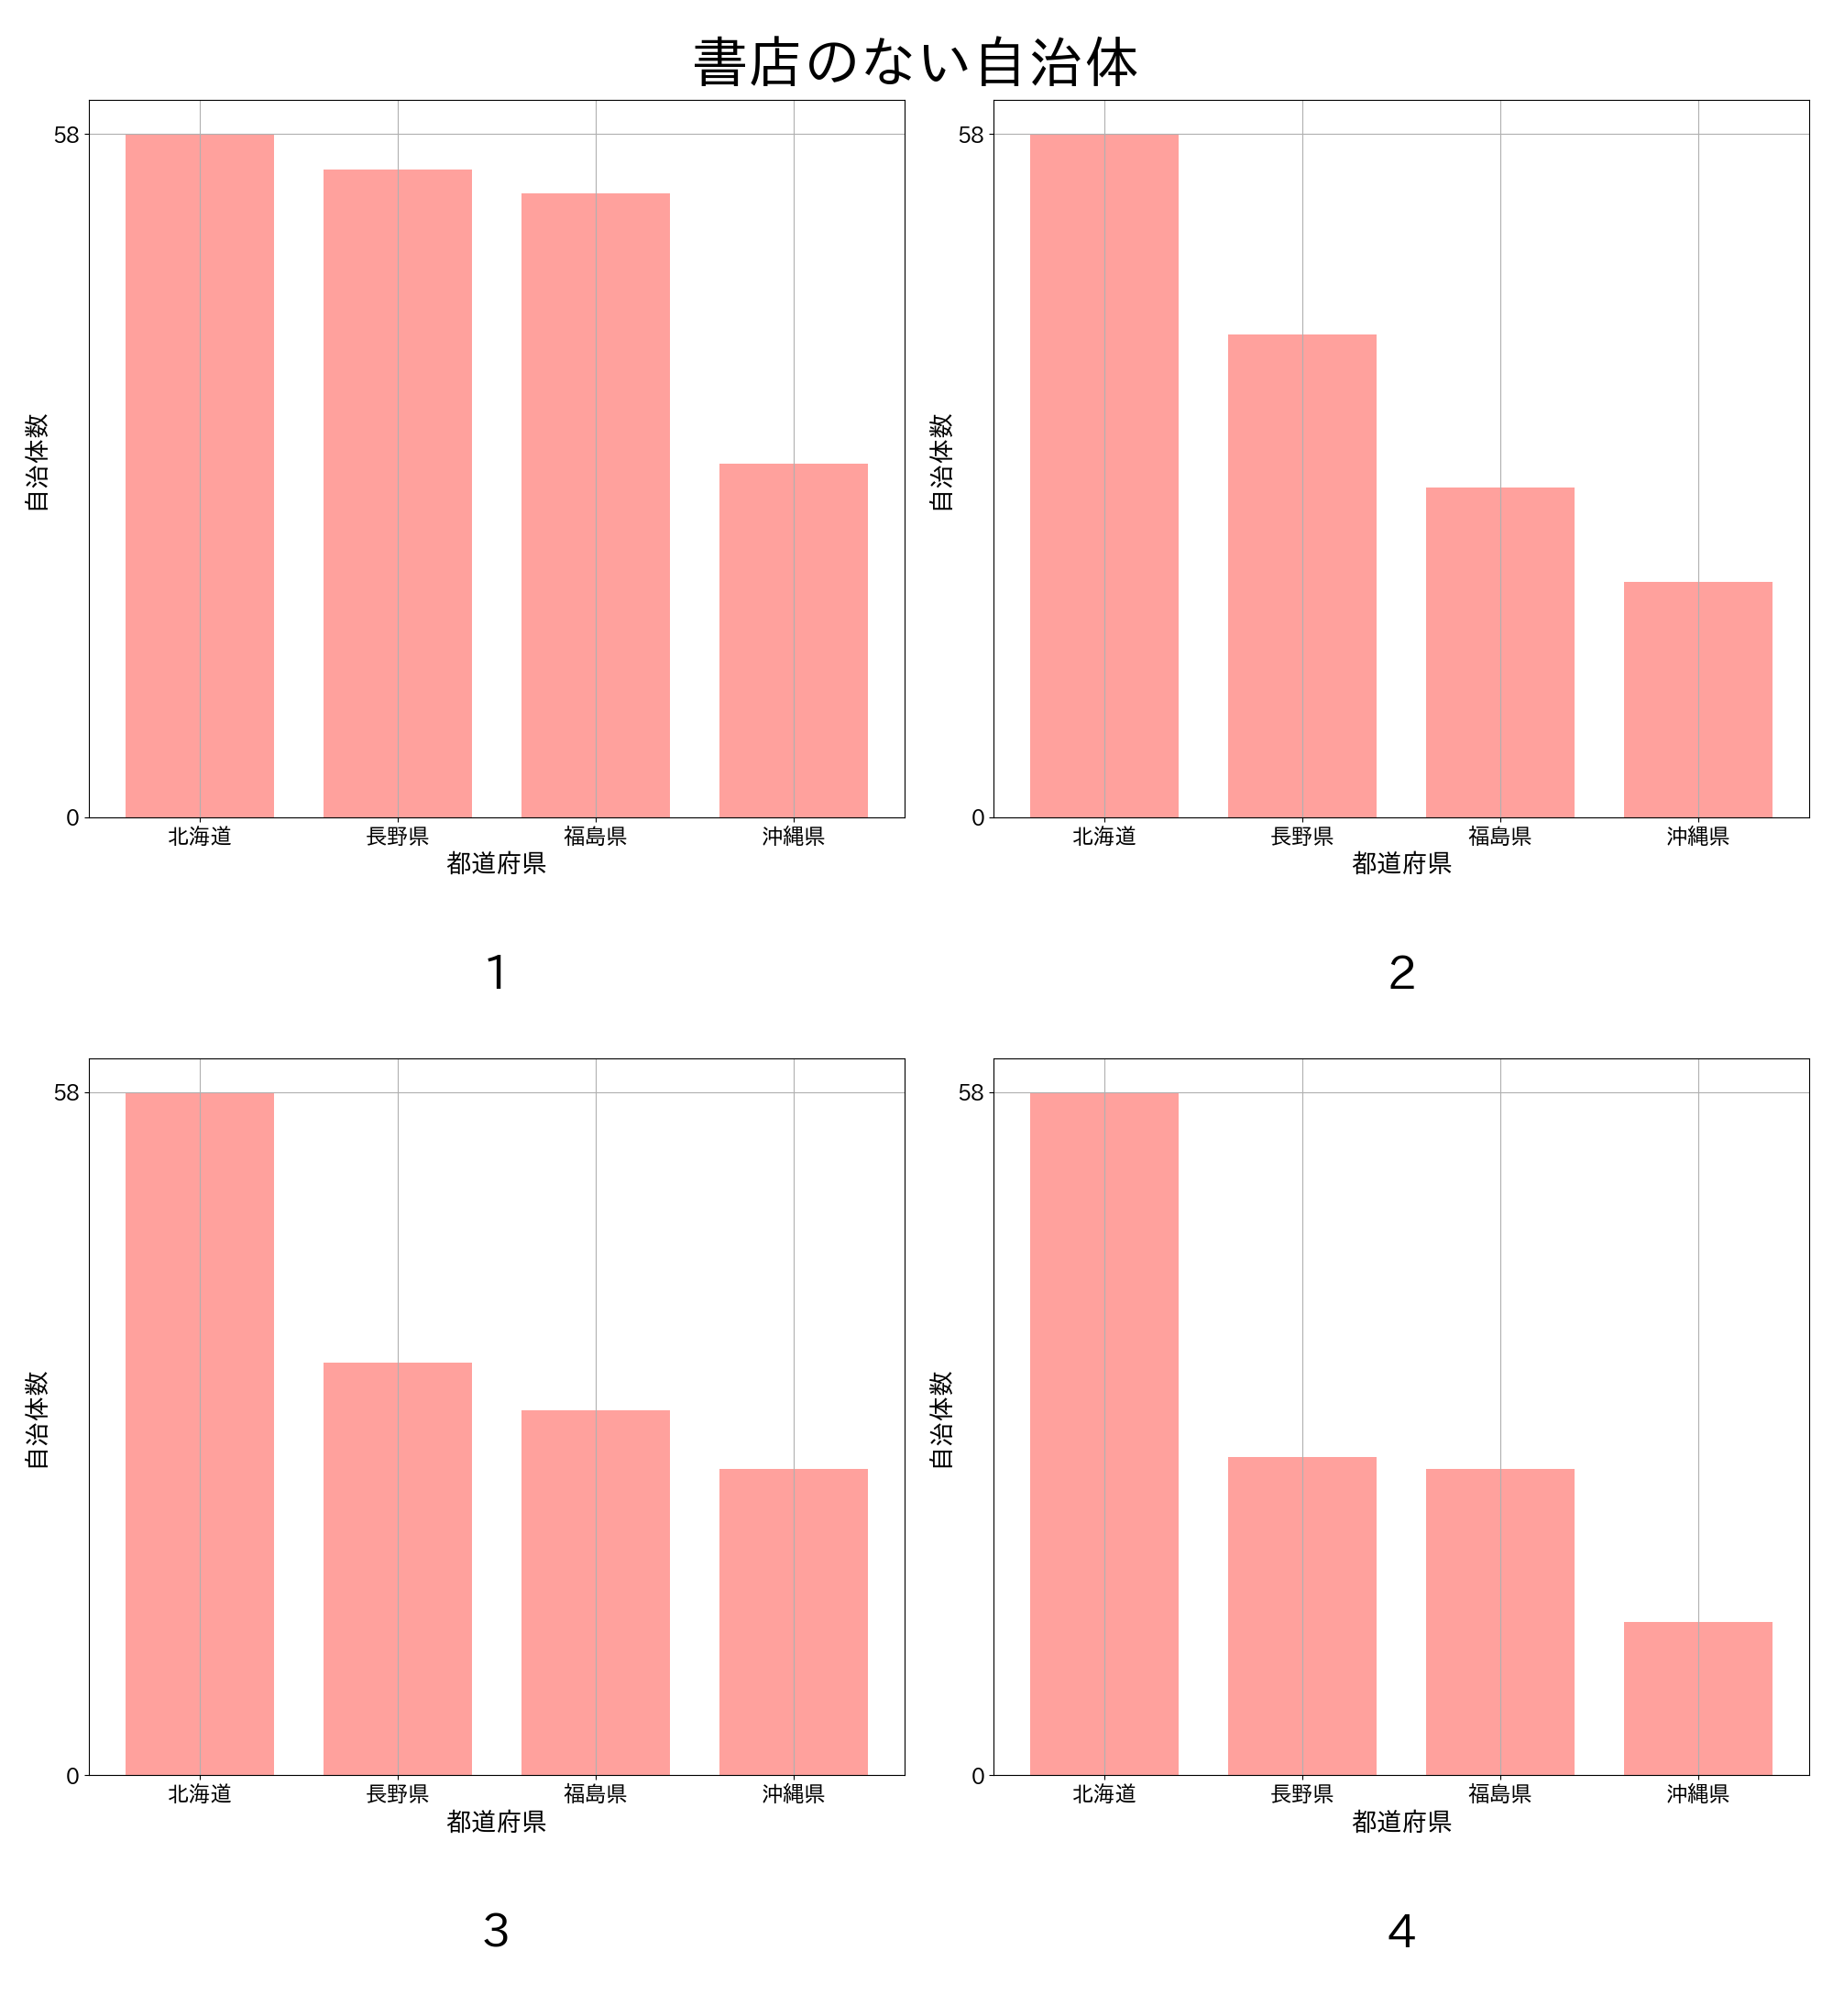 書店のない自治体
58
0
自治体数
北海道 長野県 福島県 沖縄県
都道府県
1
58
0
自治体数
北海道 長野県 福島県 沖縄県
都道府県
2
58
0
自治体数
北海道 長野県 福島県 沖縄県
都道府県
3
58
0
自治体数
北海道 長野県 福島県 沖縄県
都道府県
4